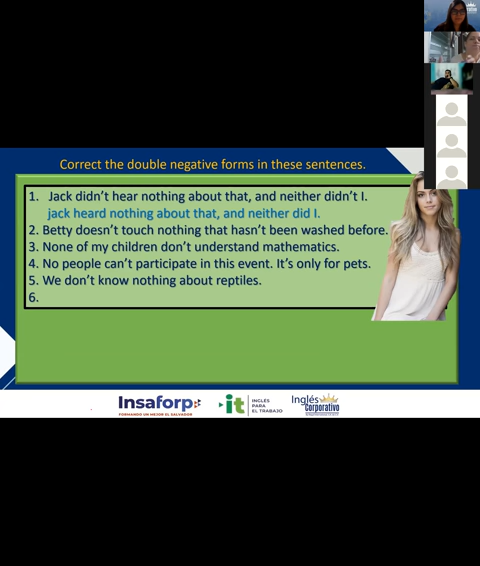 Correct the double negative forms in these sentences.
1. Jack didn't hear nothing about that, and neither didn't I.
jack heard nothing about that, and neither did I.
2. Betty doesn't touch nothing that hasn't been washed before.
3. None of my children don't understand mathematics.
4. No people can't participate in this event. It's only for pets.
5. We don't know nothing about reptiles.
6.
Insaforp
FORMANDO UN MEJOR EL SALVADOR
it
INGLÉS
PARA
EL TRABAJO
Inglés
Corporativo